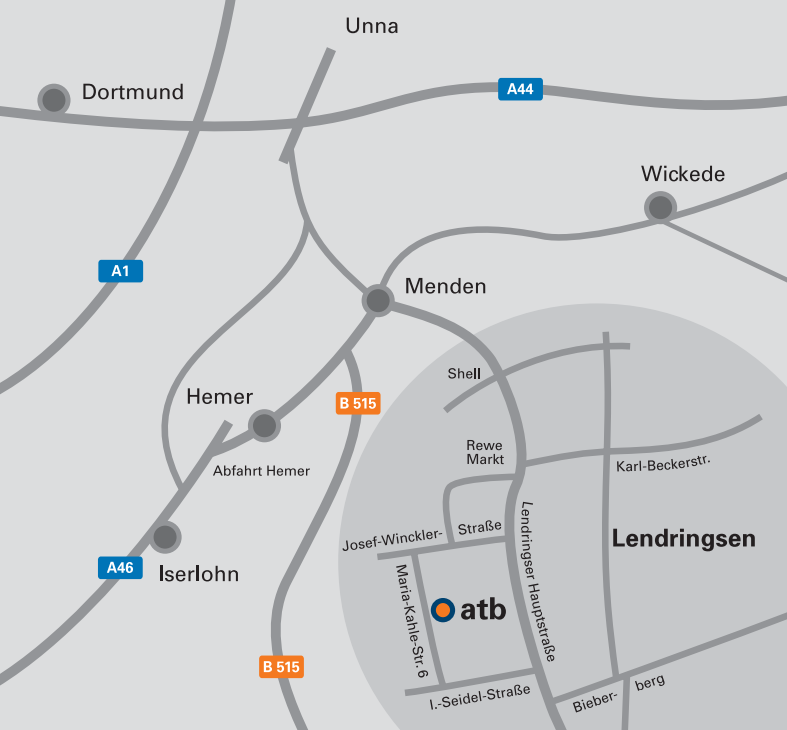 Unna
Dortmund
A44
Wickede
A1
Menden
Shell
Hemer
B 515
Rewe
Markt
Abfahrt Hemer
Karl-Beckerstr.
Josef-Winckler- Straße
Lendringser Hauptstraße
Lendringsen
A46
Iserlohn
Maria-Kahle-Str. 6
atb
B 515
I.-Seidel-Straße
Bieber- berg